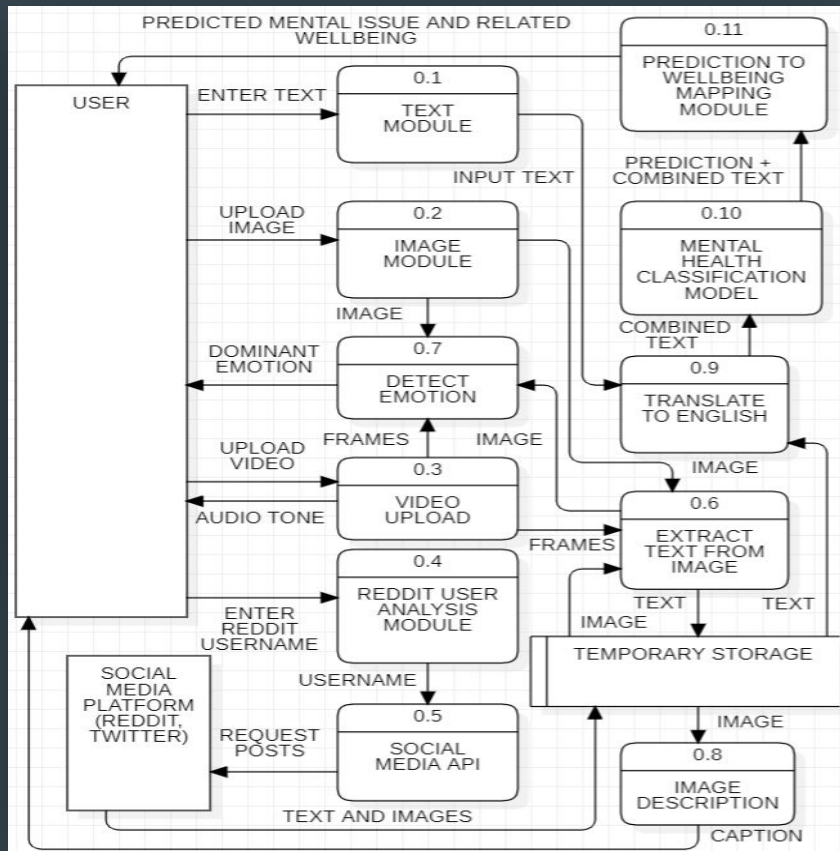 PREDICTED MENTAL ISSUE AND RELATED
WELLBEING
0.11
PREDICTION TO
WELLBEING
MAPPING
MODULE
USER
ENTER TEXT
0.1
TEXT
MODULE
INPUT TEXT
PREDICTION +
COMBINED TEXT
UPLOAD
IMAGE
0.2
IMAGE
MODULE
0.10
MENTAL
HEALTH
CLASSIFICATION
MODEL
IMAGE
COMBINED
TEXT
DOMINANT
EMOTION
0.7
DETECT
EMOTION
0.9
TRANSLATE
TO ENGLISH
FRAMES
IMAGE
UPLOAD
VIDEO
0.3
VIDEO
UPLOAD
IMAGE
AUDIO TONE
0.6
EXTRACT
TEXT FROM
IMAGE
FRAMES
0.4
REDDIT USER
ANALYSIS
MODULE
ENTER
REDDIT
USERNAME
TEXT
TEXT
IMAGE
TEMPORARY STORAGE
USERNAME
SOCIAL
MEDIA
PLATFORM
(REDDIT,
TWITTER)
REQUEST
POSTS
0.5
SOCIAL
MEDIA API
IMAGE
0.8
IMAGE
DESCRIPTION
TEXT AND IMAGES
CAPTION